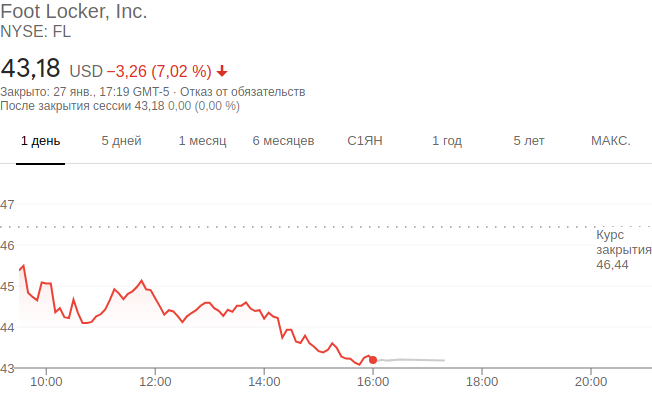 Foot Locker, Inc.
NYSE: FL
43,18 USD −3,26 (7,02 %)
Закрыто: 27 янв., 17:19 GMT-5 · Отказ от обязательств
После закрытия сессии 43,18 0,00 (0,00 %)
1 день 5 дней 1 месяц 6 месяцев С1ЯН 1 год 5 лет МАКС.
47
Курс
46
закрытия
46,44
45
44
43
10:00 12:00 14:00 16:00 18:00 20:00